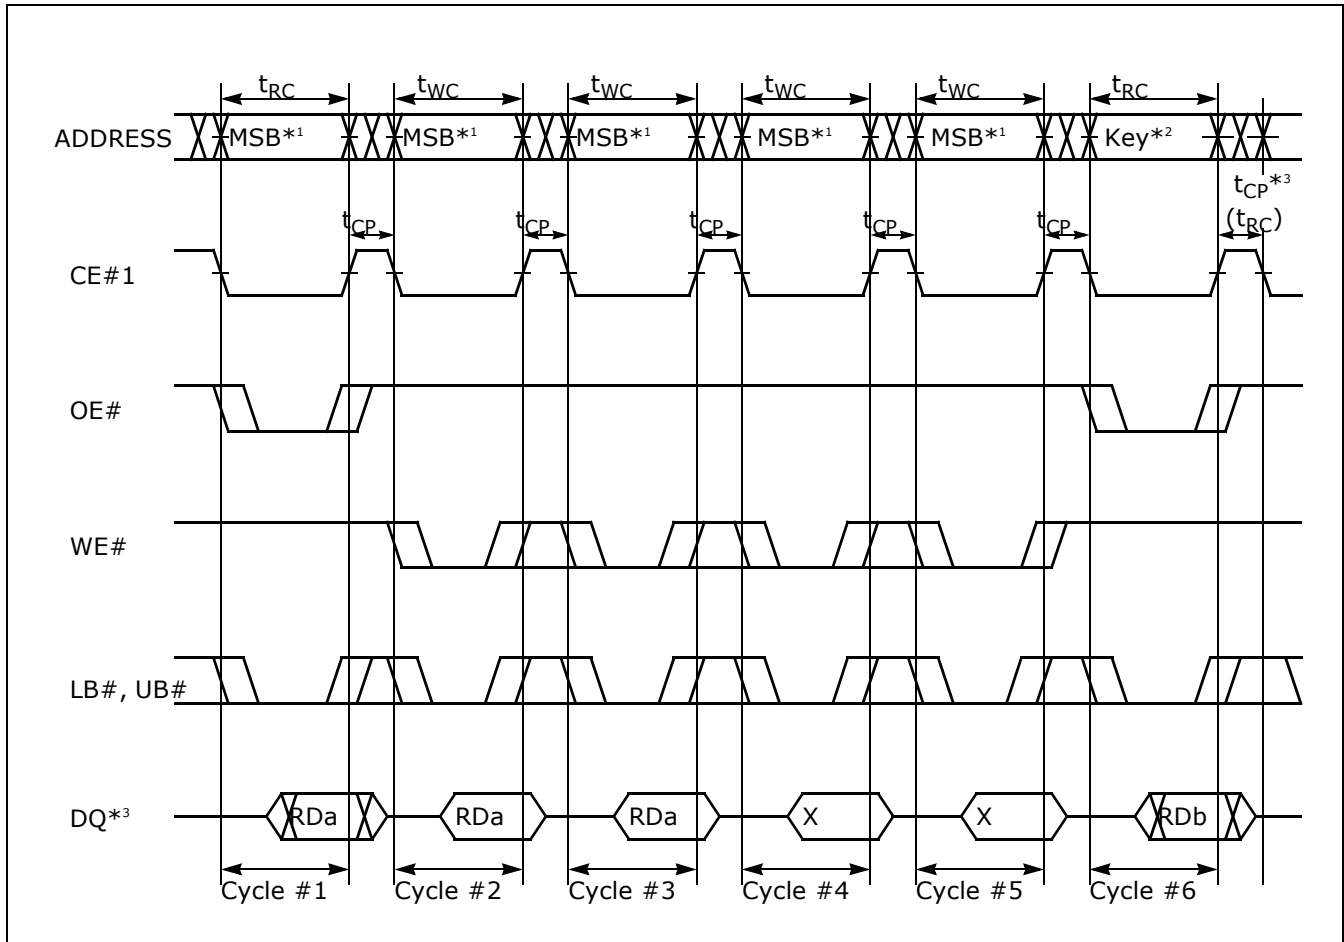 tRC tWC tWC tWC tWC tRC
ADDRESS MSB*1 MSB*1 MSB*1 MSB*1 MSB*1 Key*2
tCP*3
tCP tCP tCP tCP tCP (tRC)
CE#1
OE#
WE#
LB#, UB#
DQ*3 RDa RDa RDa X X RDb
Cycle #1 Cycle #2 Cycle #3 Cycle #4 Cycle #5 Cycle #6